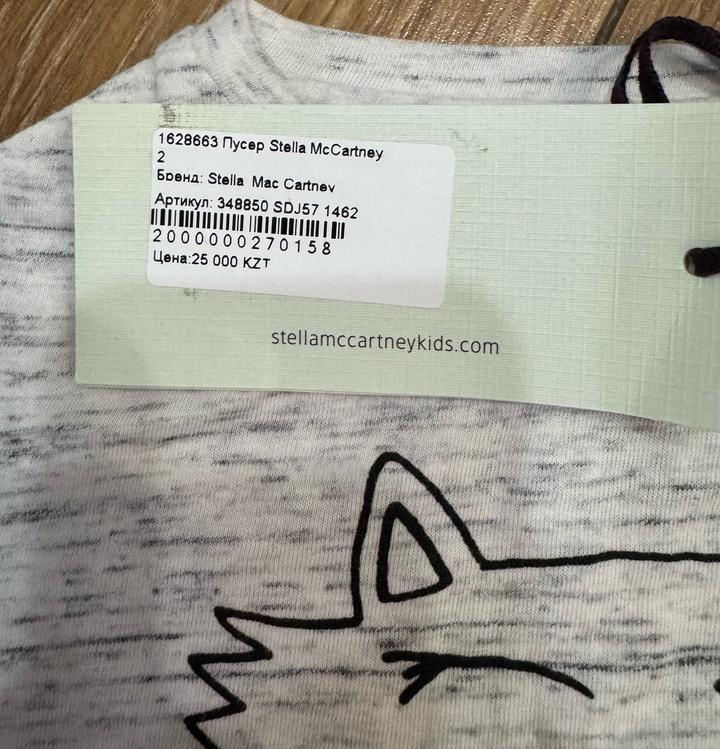 1628663 Пусер Stella McCartney
2
Бренд: Stella Mac Cartney
Артикул: 348850 SDJ57 1462
2000000270158
Цена:25 000 KZT
stellamccartneykids.com